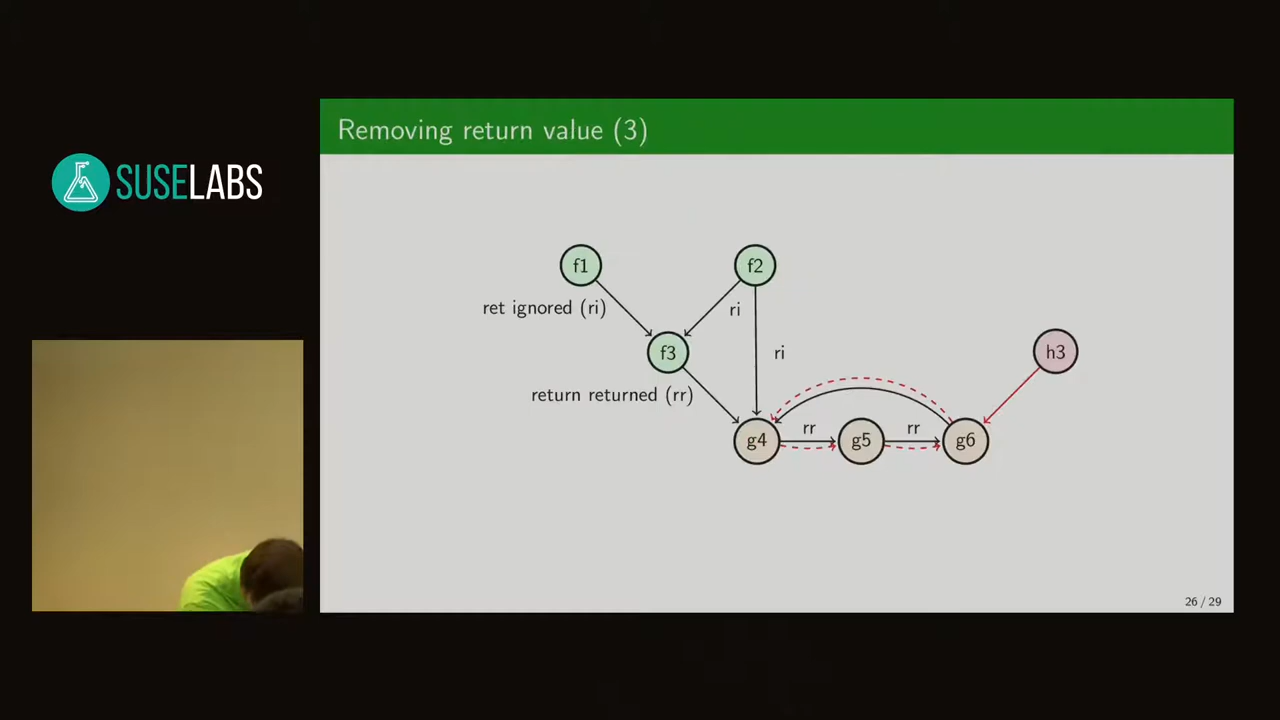 Removing return value (3)
SUSELABS
f1
f2
ret ignored (ri)
ri
f3
ri
h3
return returned (rr)
rr
rr
g4
g5
g6
26 / 29